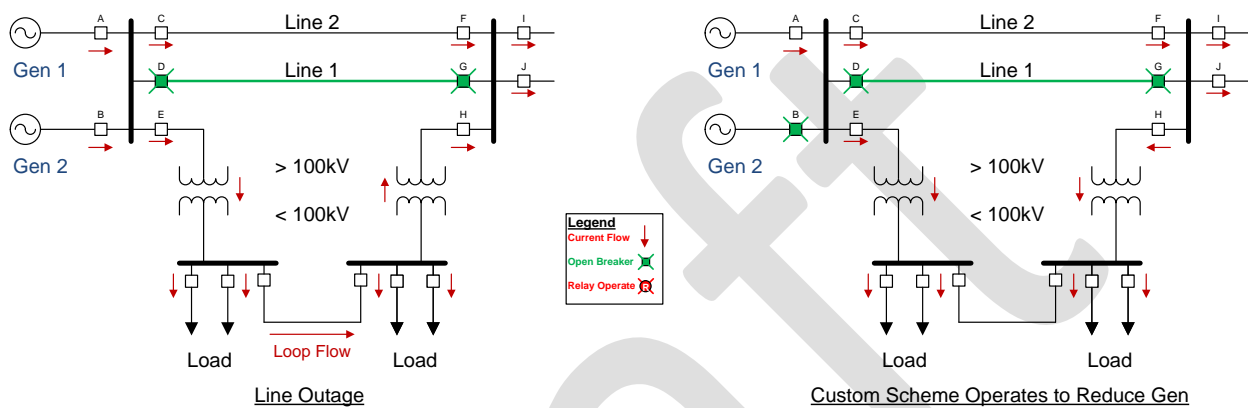 A
C
Line 2
F
I
Gen 1
D
Line 1
G
J
B
E
H
Gen 2
> 100kV
< 100kV
Load
Loop Flow
Load
Line Outage
Legend
Current Flow
Open Breaker
Relay Operate R
A
C
Line 2
F
I
Gen 1
D
Line 1
G
J
B
E
H
Gen 2
> 100kV
< 100kV
Load
Load
Custom Scheme Operates to Reduce Gen